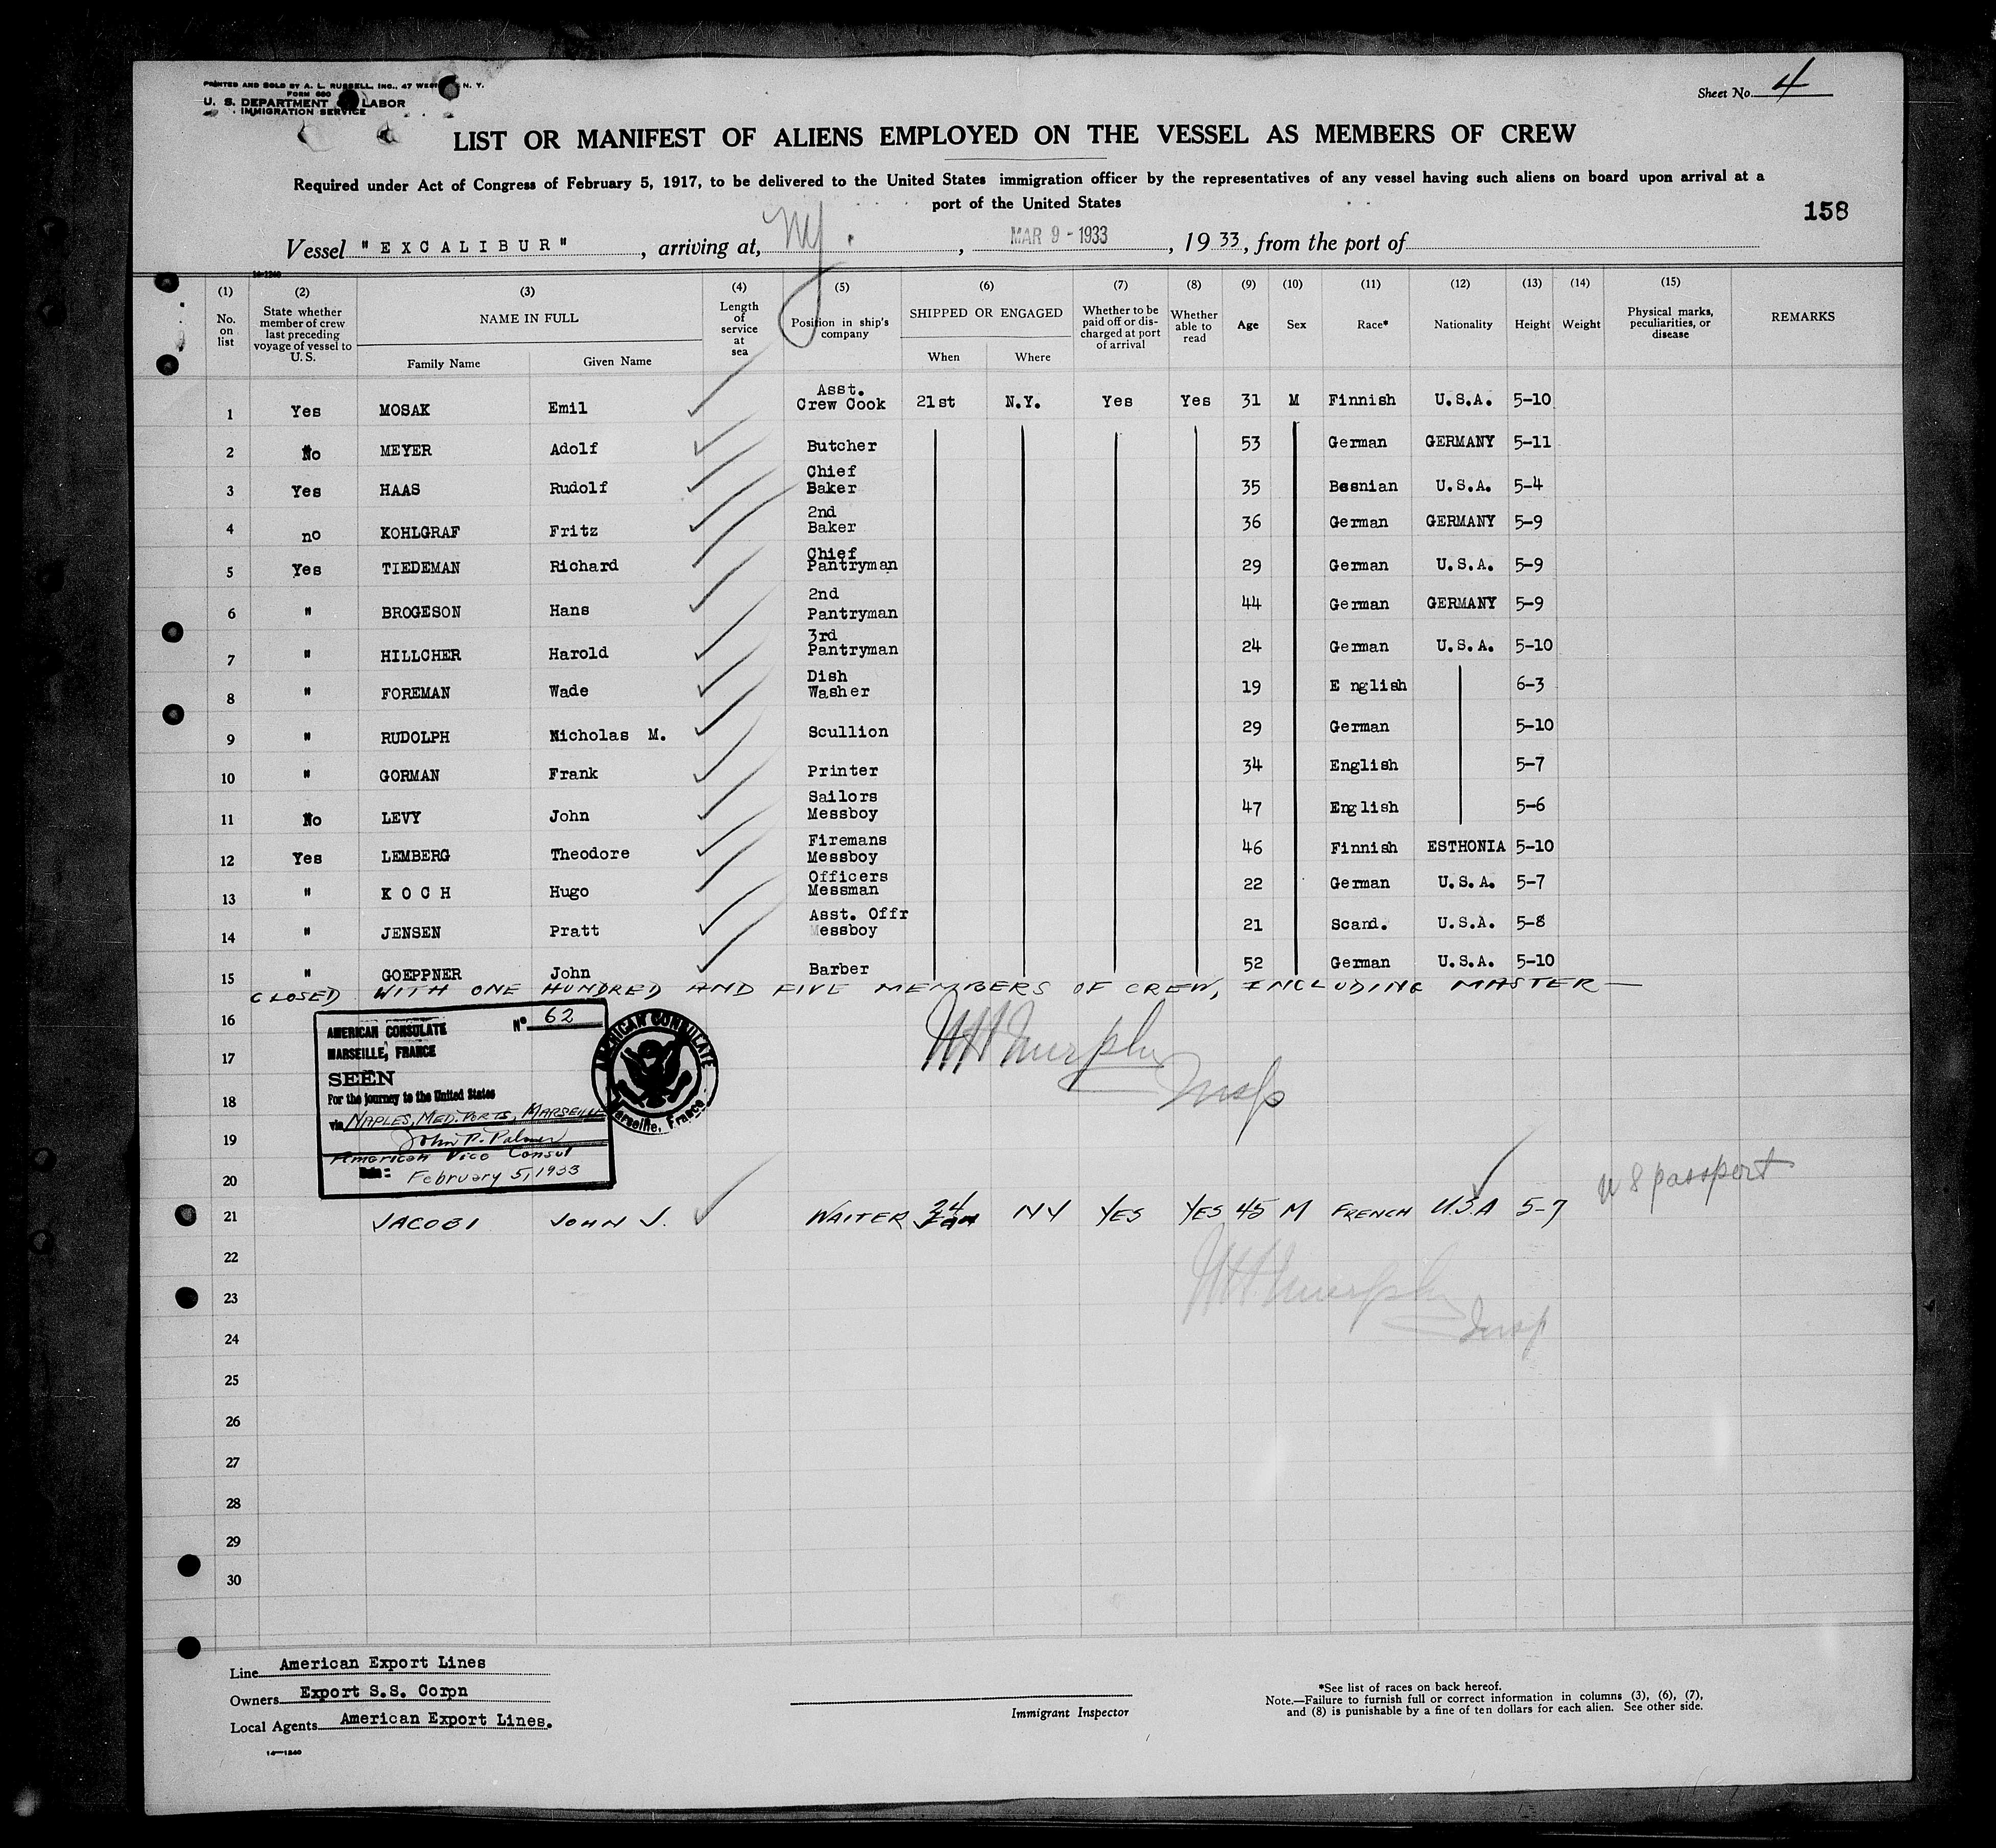 PRINTED AND SOLD BY A. L. RUSSELL, INC., 47 WEST N. Y.
FORM 680
U. S. DEPARTMENT LABOR
IMMIGRATION SERVICE
Sheet No. 4
LIST OR MANIFEST OF ALIENS EMPLOYED ON THE VESSEL AS MEMBERS OF CREW
Required under Act of Congress of February 5, 1917, to be delivered to the United States immigration officer by the representatives of any vessel having such aliens on board upon arrival at a
port of the United States
158
Vessel "EXCALIBUR", arriving at, NY., MAR 9-1933, 1933, from the port of
14-1240
(1) No. on list
(2) State whether member of crew last preceding voyage of vessel to U. S.
(3) NAME IN FULL
Family Name Given Name
(4) Length of service at sea
(5) Position in ship's company
(6) SHIPPED OR ENGAGED
When Where
(7) Whether to be paid off or discharged at port of arrival
(8) Whether able to read
(9) Age
(10) Sex
(11) Race*
(12) Nationality
(13) Height
(14) Weight
(15) Physical marks, peculiarities, or disease
REMARKS
1 Yes MOSAK Emil Asst. Crew Cook 21st N.Y. Yes Yes 31 M Finnish U.S.A. 5-10
2 No MEYER Adolf Butcher 53 German GERMANY 5-11
3 Yes HAAS Rudolf Chief Baker 35 Bosnian U.S.A. 5-4
4 no KOHLGRAF Fritz 2nd Baker 36 German GERMANY 5-9
5 Yes TIEDEMAN Richard Chief Pantryman 29 German U.S.A. 5-9
6 " BROGESON Hans 2nd Pantryman 44 German GERMANY 5-9
7 " HILLCHER Harold 3rd Pantryman 24 German U.S.A. 5-10
8 " FOREMAN Wade Dish Washer 19 E nglish 6-3
9 " RUDOLPH Nicholas M. Scullion 29 German 5-10
10 " GORMAN Frank Printer 34 English 5-7
11 No LEVY John Sailors Messboy 47 English 5-6
12 Yes LEMBERG Theodore Firemans Messboy 46 Finnish ESTHONIA 5-10
13 " K O C H Hugo Officers Messman 22 German U.S.A. 5-7
14 " JENSEN Pratt Asst. Offr Messboy 21 Scand. U.S.A. 5-8
15 " GOEPPNER John Barber 52 German U.S.A. 5-10
CLOSED WITH ONE HUNDRED AND FIVE MEMBERS OF CREW, INCLUDING MASTER—
16
17
18
19
20
AMERICAN CONSULATE No 62
MARSEILLE, FRANCE
SEEN
For the journey to the United States
via NAPLES, MED. PORTS, MARSEILLE
John P. Palmer
American Vice Consul
Date: February 5, 1933
AMERICAN CONSULATE
Marseille, France
W H Murphy
Insp
21 JACOBI JOHN J. WAITER 24 Jan NY YES YES 45 M FRENCH U.S.A 5-7 U S passport
22
W H Murphy
23
Insp
24
25
26
27
28
29
30
Line American Export Lines
Owners Export S.S. Corpn
Local Agents American Export Lines.
14—1240
Immigrant Inspector
*See list of races on back hereof.
Note.—Failure to furnish full or correct information in columns (3), (6), (7),
and (8) is punishable by a fine of ten dollars for each alien. See other side.